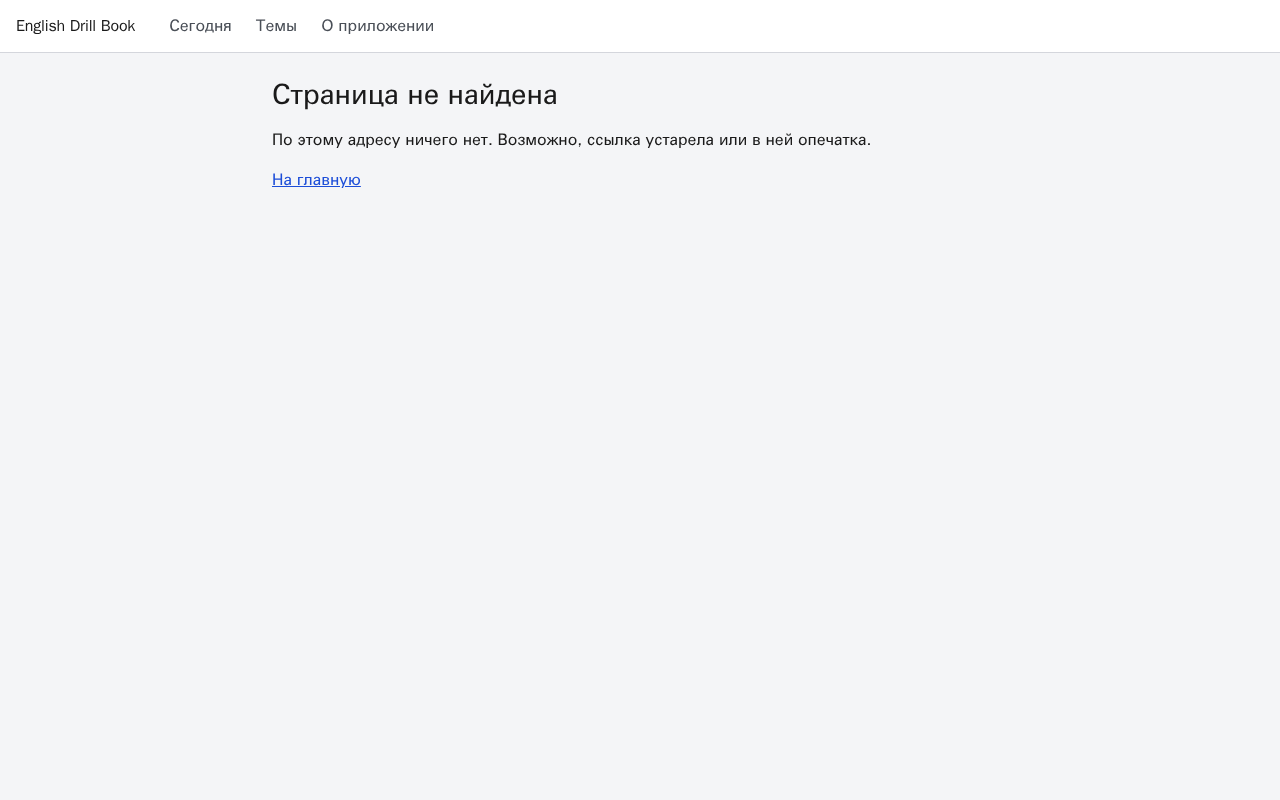 English Drill Book Сегодня Темы О приложении
Страница не найдена
По этому адресу ничего нет. Возможно, ссылка устарела или в ней опечатка.
На главную